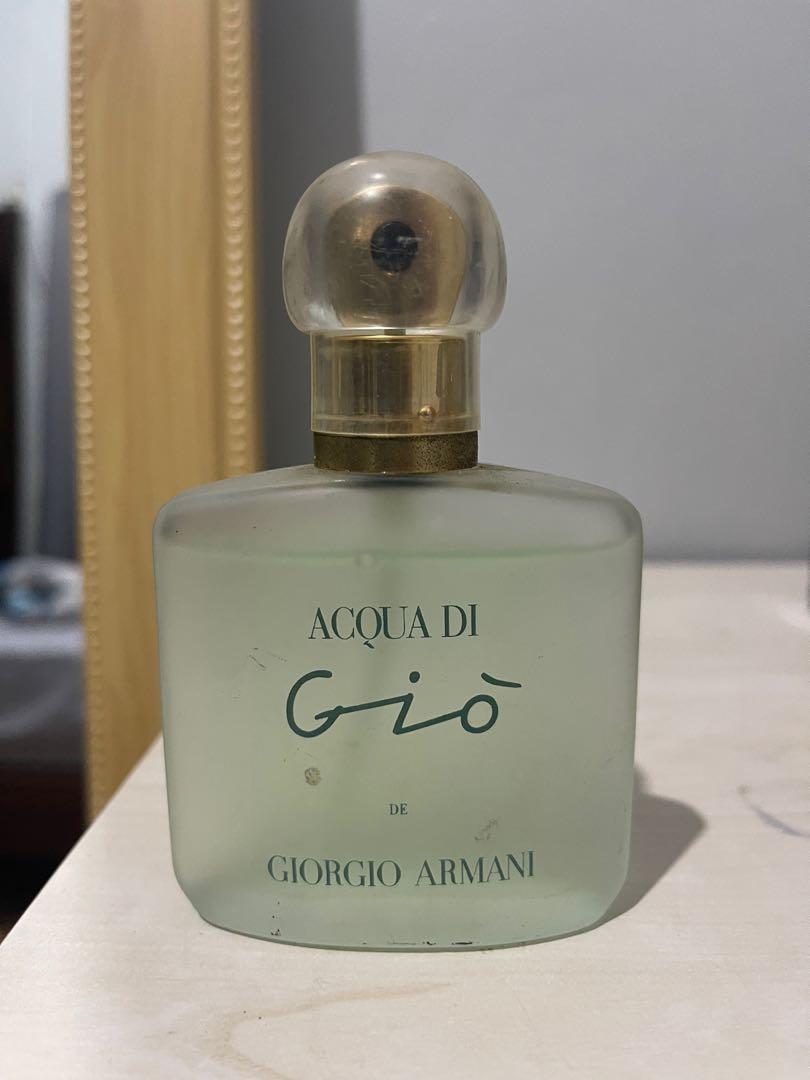 ACQUA DI
Giò
DE
GIORGIO ARMANI